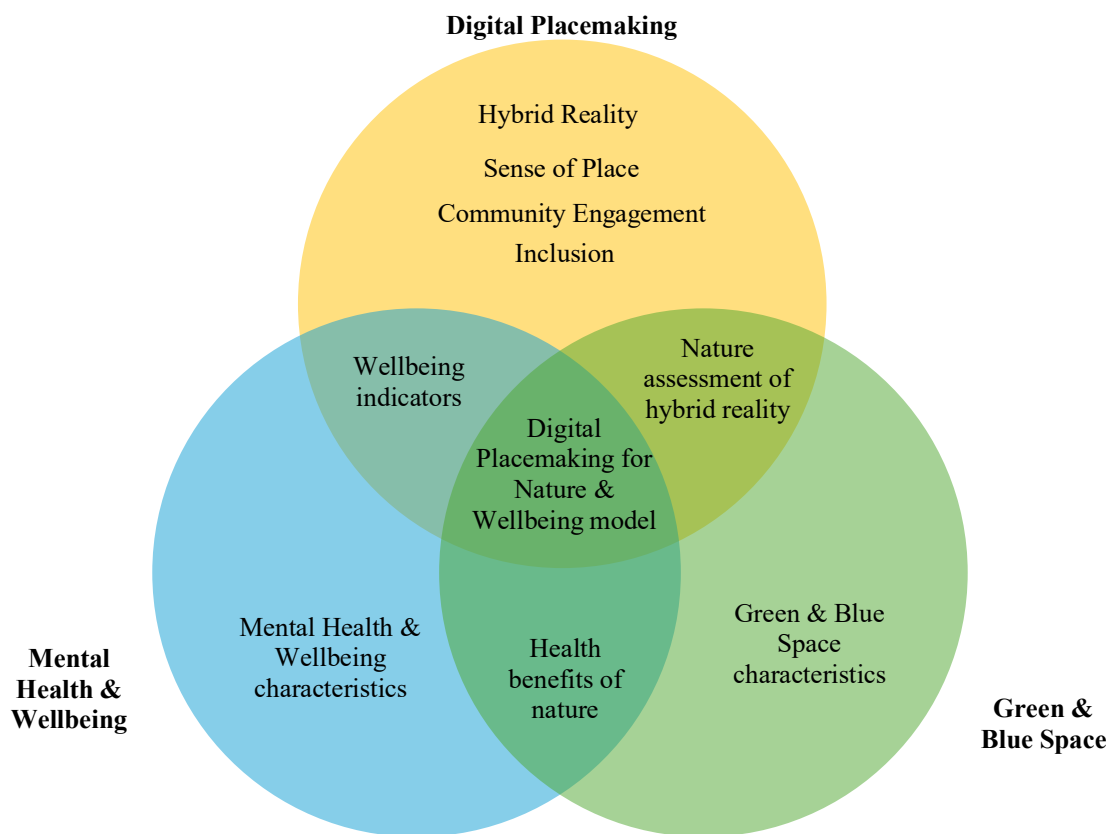 Digital Placemaking
Hybrid Reality
Sense of Place
Community Engagement
Inclusion
Wellbeing
indicators
Nature
assessment of
hybrid reality
Digital
Placemaking for
Nature &
Wellbeing model
Mental Health &
Wellbeing
characteristics
Health
benefits of
nature
Green & Blue
Space
characteristics
Mental
Health &
Wellbeing
Green &
Blue Space